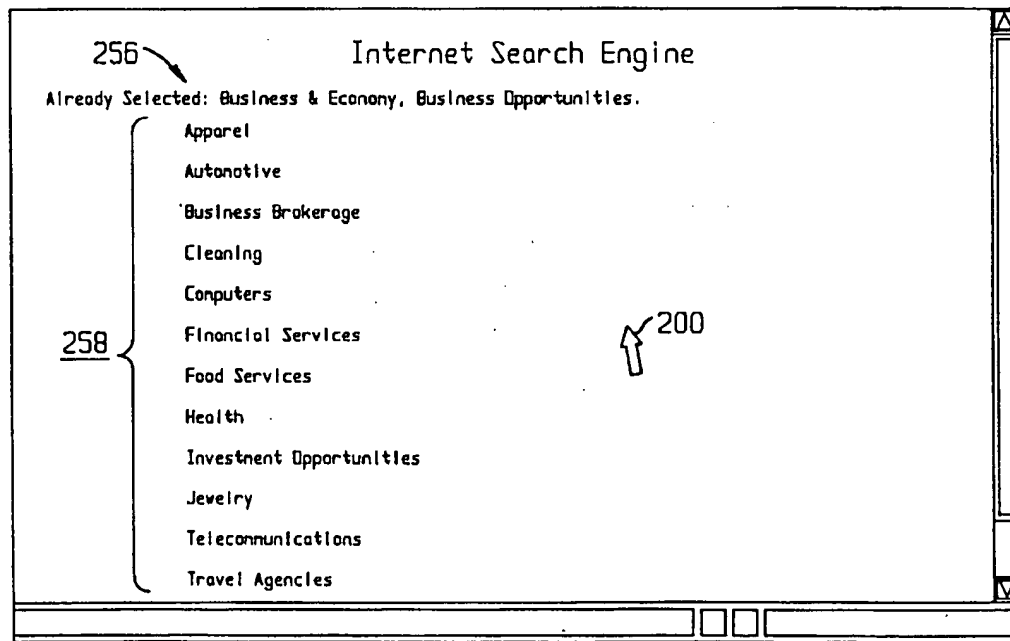 256
Internet Search Engine
Already Selected: Business & Economy, Business Opportunities.
Apparel
Automotive
Business Brokerage
Cleaning
Computers
Financial Services
200
258
Food Services
Health
Investment Opportunities
Jewelry
Telecommunications
Travel Agencies